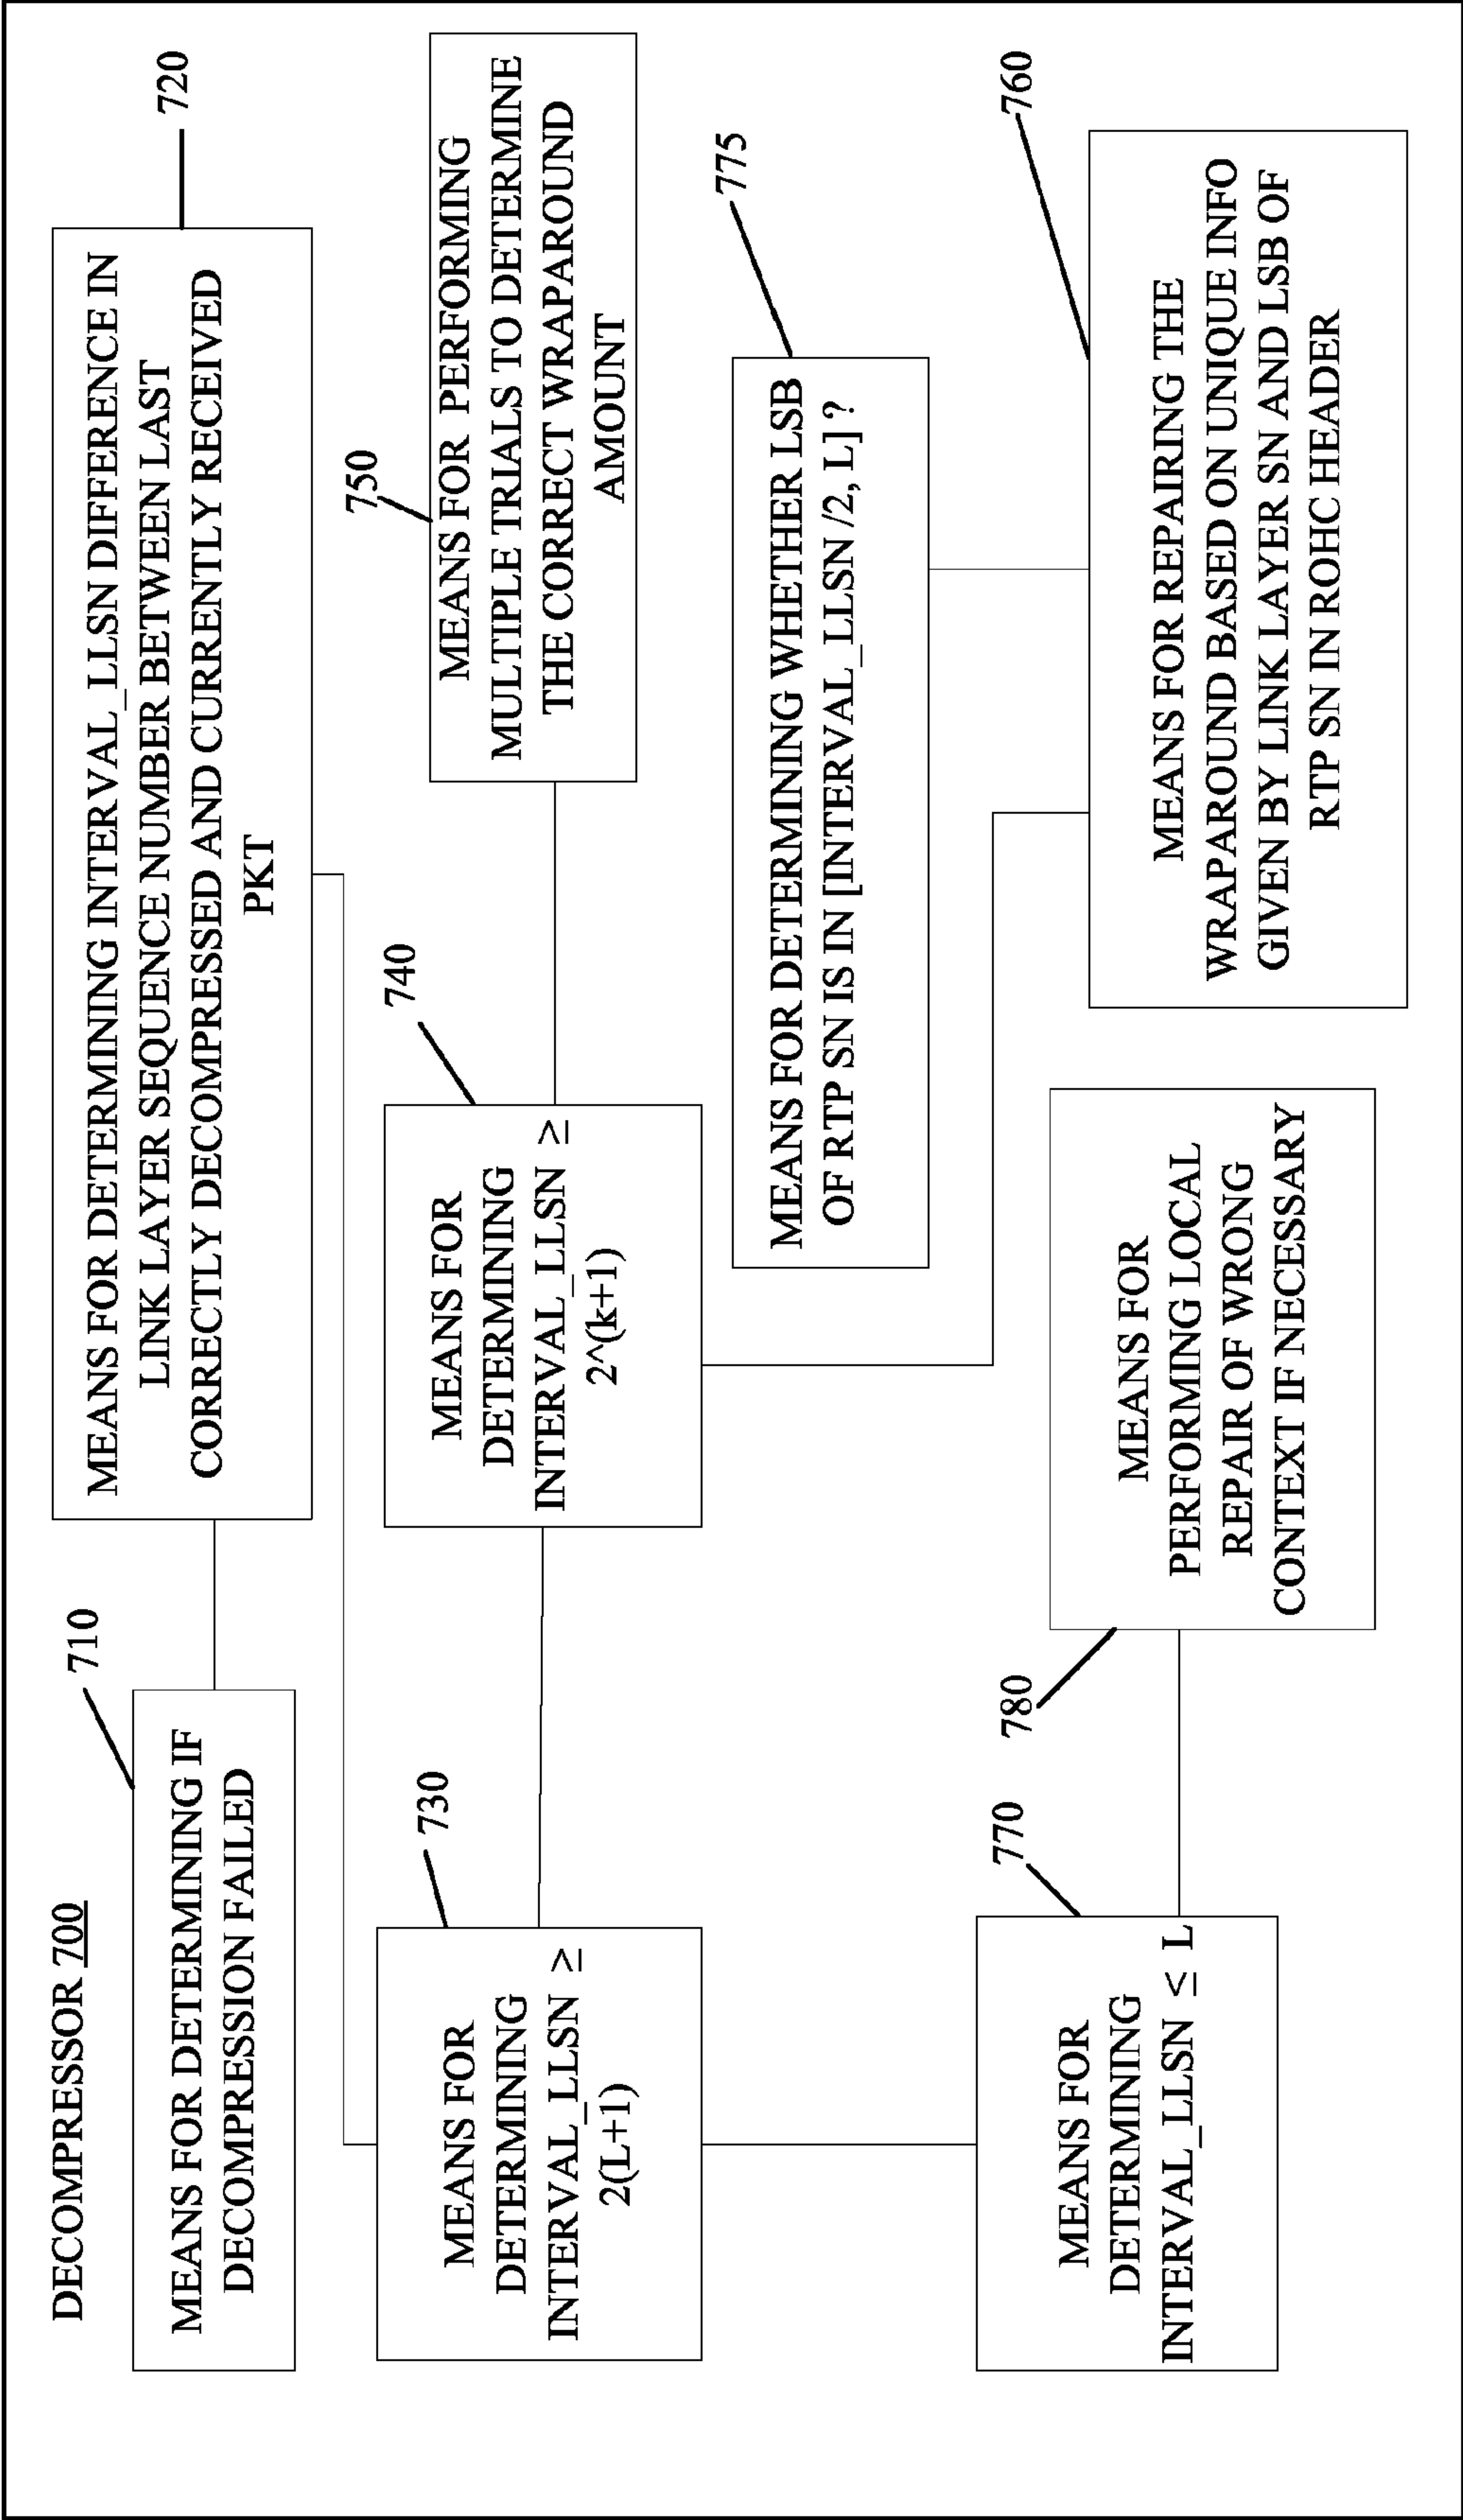 DECOMPRESSOR 700
710
MEANS FOR DETERMINING IF
DECOMPRESSION FAILED
720
MEANS FOR DETERMINING INTERVAL_LLSN DIFFERENCE IN
LINK LAYER SEQUENCE NUMBER BETWEEN LAST
CORRECTLY DECOMPRESSED AND CURRENTLY RECEIVED
PKT
730
MEANS FOR
DETERMINING
INTERVAL_LLSN ≥
2(L+1)
740
MEANS FOR
DETERMINING
INTERVAL_LLSN ≥
2^(k+1)
750
MEANS FOR PERFORMING
MULTIPLE TRIALS TO DETERMINE
THE CORRECT WRAPAROUND
AMOUNT
775
MEANS FOR DETERMINING WHETHER LSB
OF RTP SN IS IN [INTERVAL_LLSN /2, L] ?
770
MEANS FOR
DETERMINING
INTERVAL_LLSN ≤ L
780
MEANS FOR
PERFORMING LOCAL
REPAIR OF WRONG
CONTEXT IF NECESSARY
760
MEANS FOR REPAIRING THE
WRAPAROUND BASED ON UNIQUE INFO
GIVEN BY LINK LAYER SN AND LSB OF
RTP SN IN ROHC HEADER